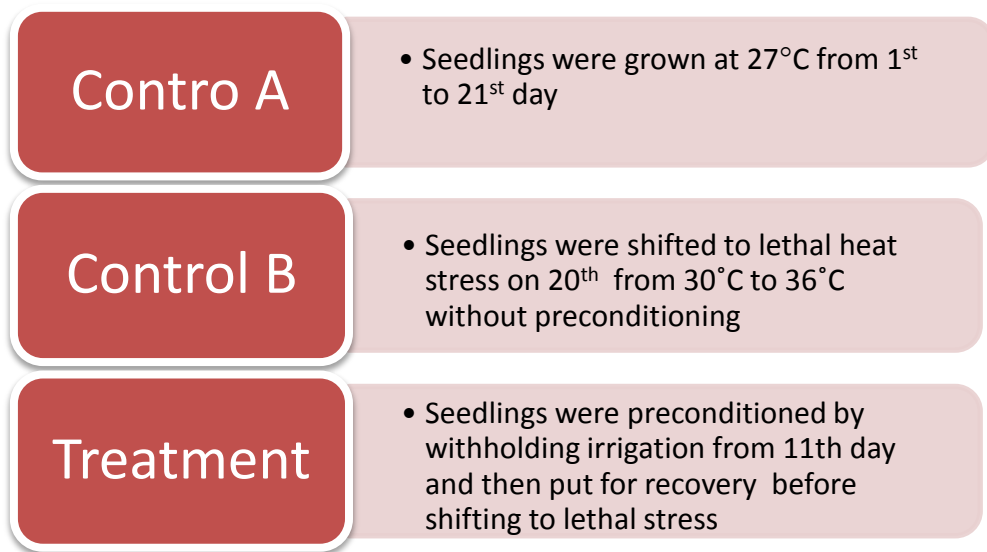 Contro A
• Seedlings were grown at 27°C from 1st
to 21st day
Control B
• Seedlings were shifted to lethal heat
stress on 20th from 30˚C to 36˚C
without preconditioning
Treatment
• Seedlings were preconditioned by
withholding irrigation from 11th day
and then put for recovery before
shifting to lethal stress